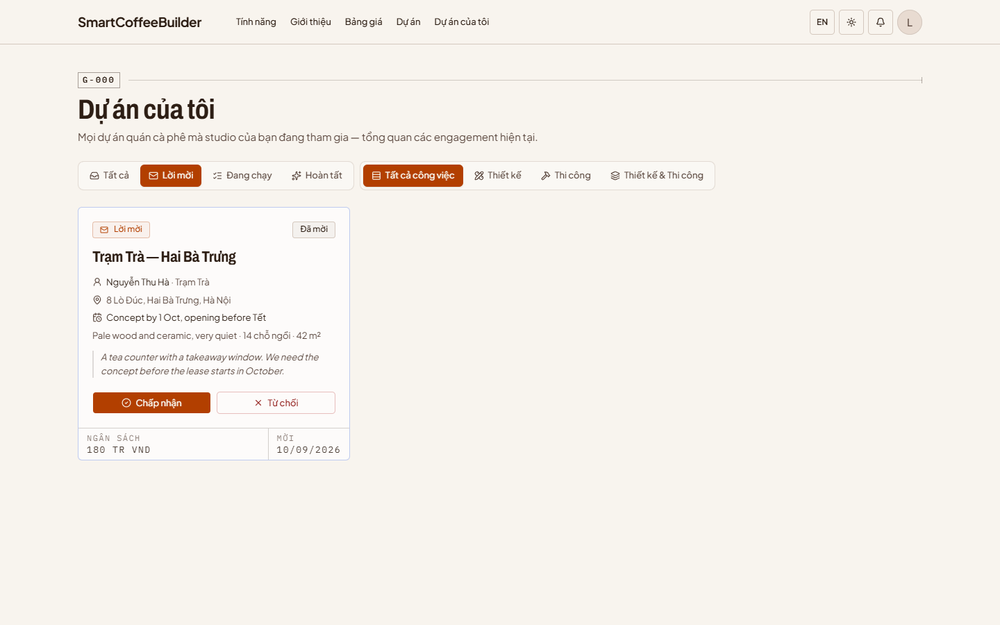 SmartCoffeeBuilder
Tính năng
Giới thiệu
Bảng giá
Dự án
Dự án của tôi
EN
L
G-000
Dự án của tôi
Mọi dự án quán cà phê mà studio của bạn đang tham gia — tổng quan các engagement hiện tại.
Tất cả
Lời mời
Đang chạy
Hoàn tất
Tất cả công việc
Thiết kế
Thi công
Thiết kế & Thi công
Lời mời
Đã mời
Trạm Trà — Hai Bà Trưng
Nguyễn Thu Hà · Trạm Trà
8 Lò Đúc, Hai Bà Trưng, Hà Nội
Concept by 1 Oct, opening before Tết
Pale wood and ceramic, very quiet · 14 chỗ ngồi · 42 m²
A tea counter with a takeaway window. We need the
concept before the lease starts in October.
Chấp nhận
Từ chối
NGÂN SÁCH
180 TR VND
MỜI
10/09/2026